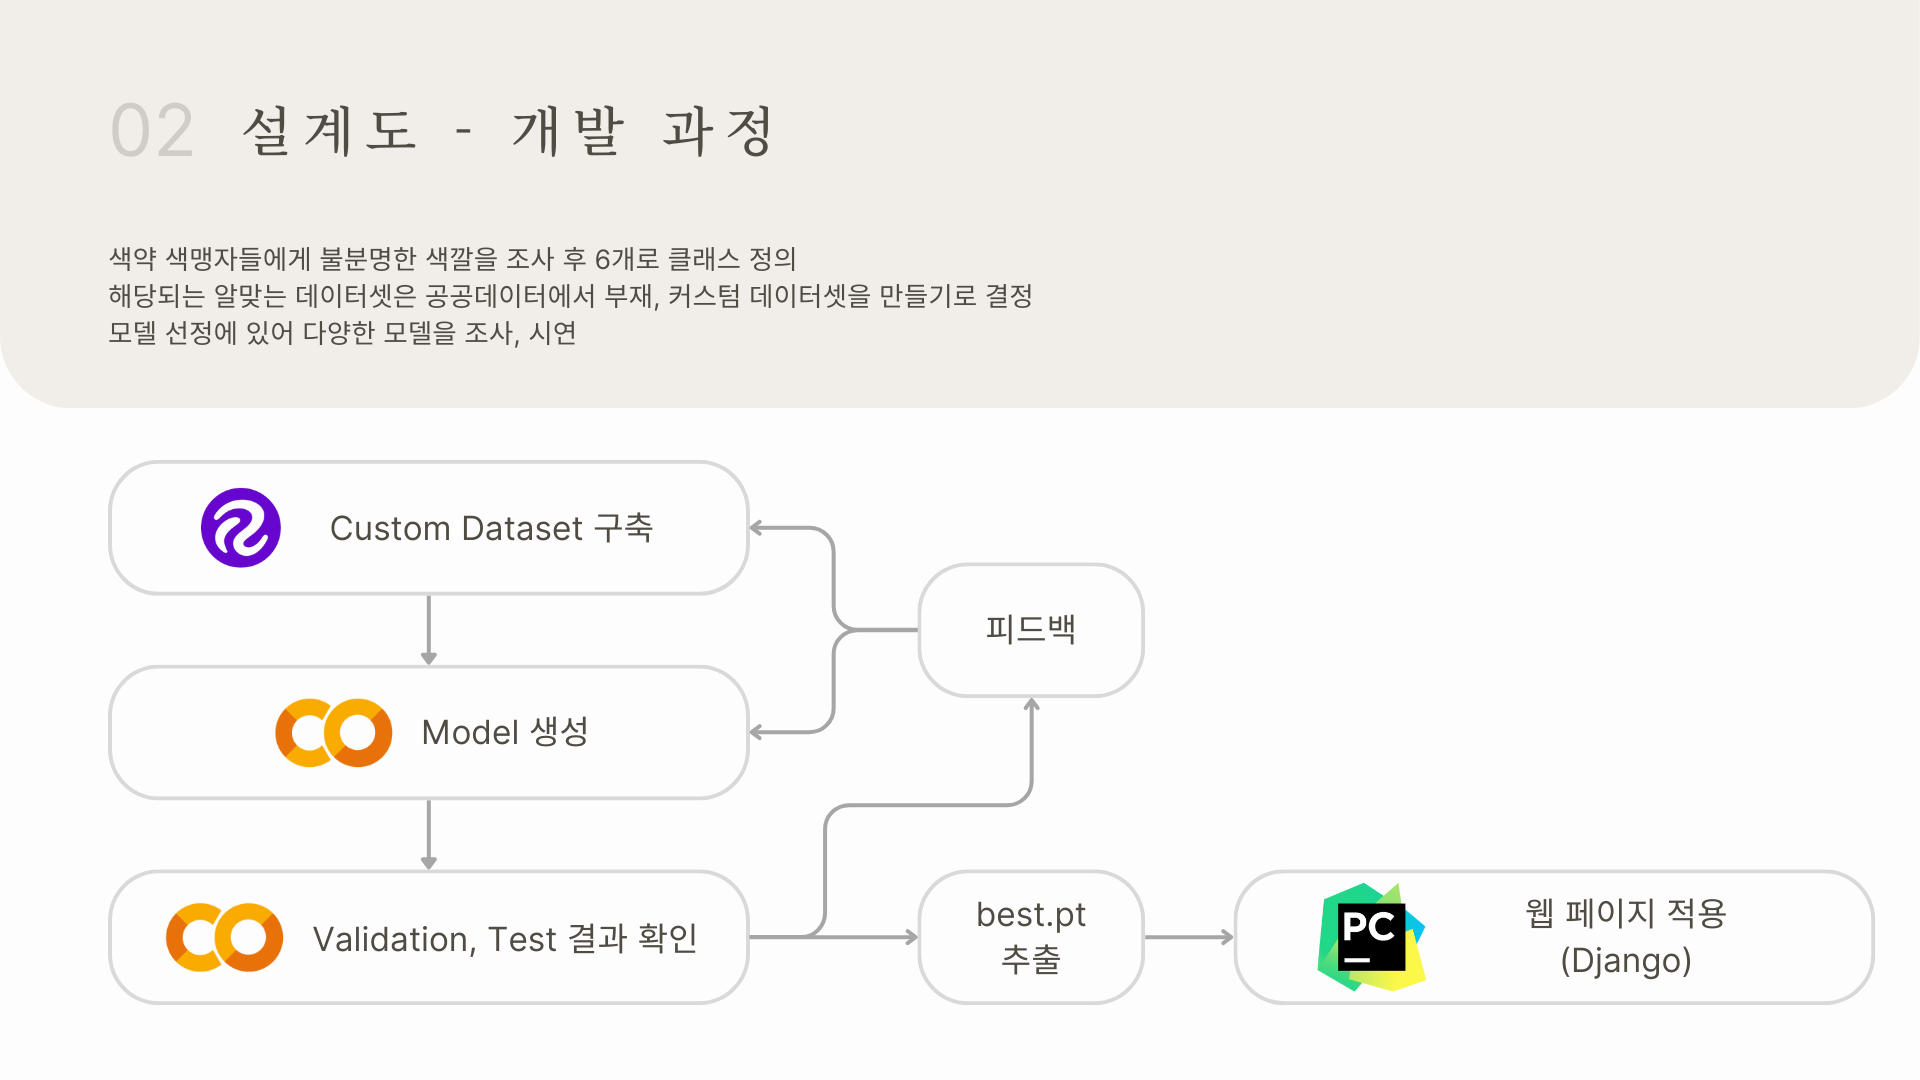 02 설계도 - 개발 과정
색약 색맹자들에게 불분명한 색깔을 조사 후 6개로 클래스 정의
해당되는 알맞는 데이터셋은 공공데이터에서 부재, 커스텀 데이터셋을 만들기로 결정
모델 선정에 있어 다양한 모델을 조사, 시연
Custom Dataset 구축
피드백
Model 생성
Validation, Test 결과 확인
best.pt
추출
PC
웹 페이지 적용
(Django)